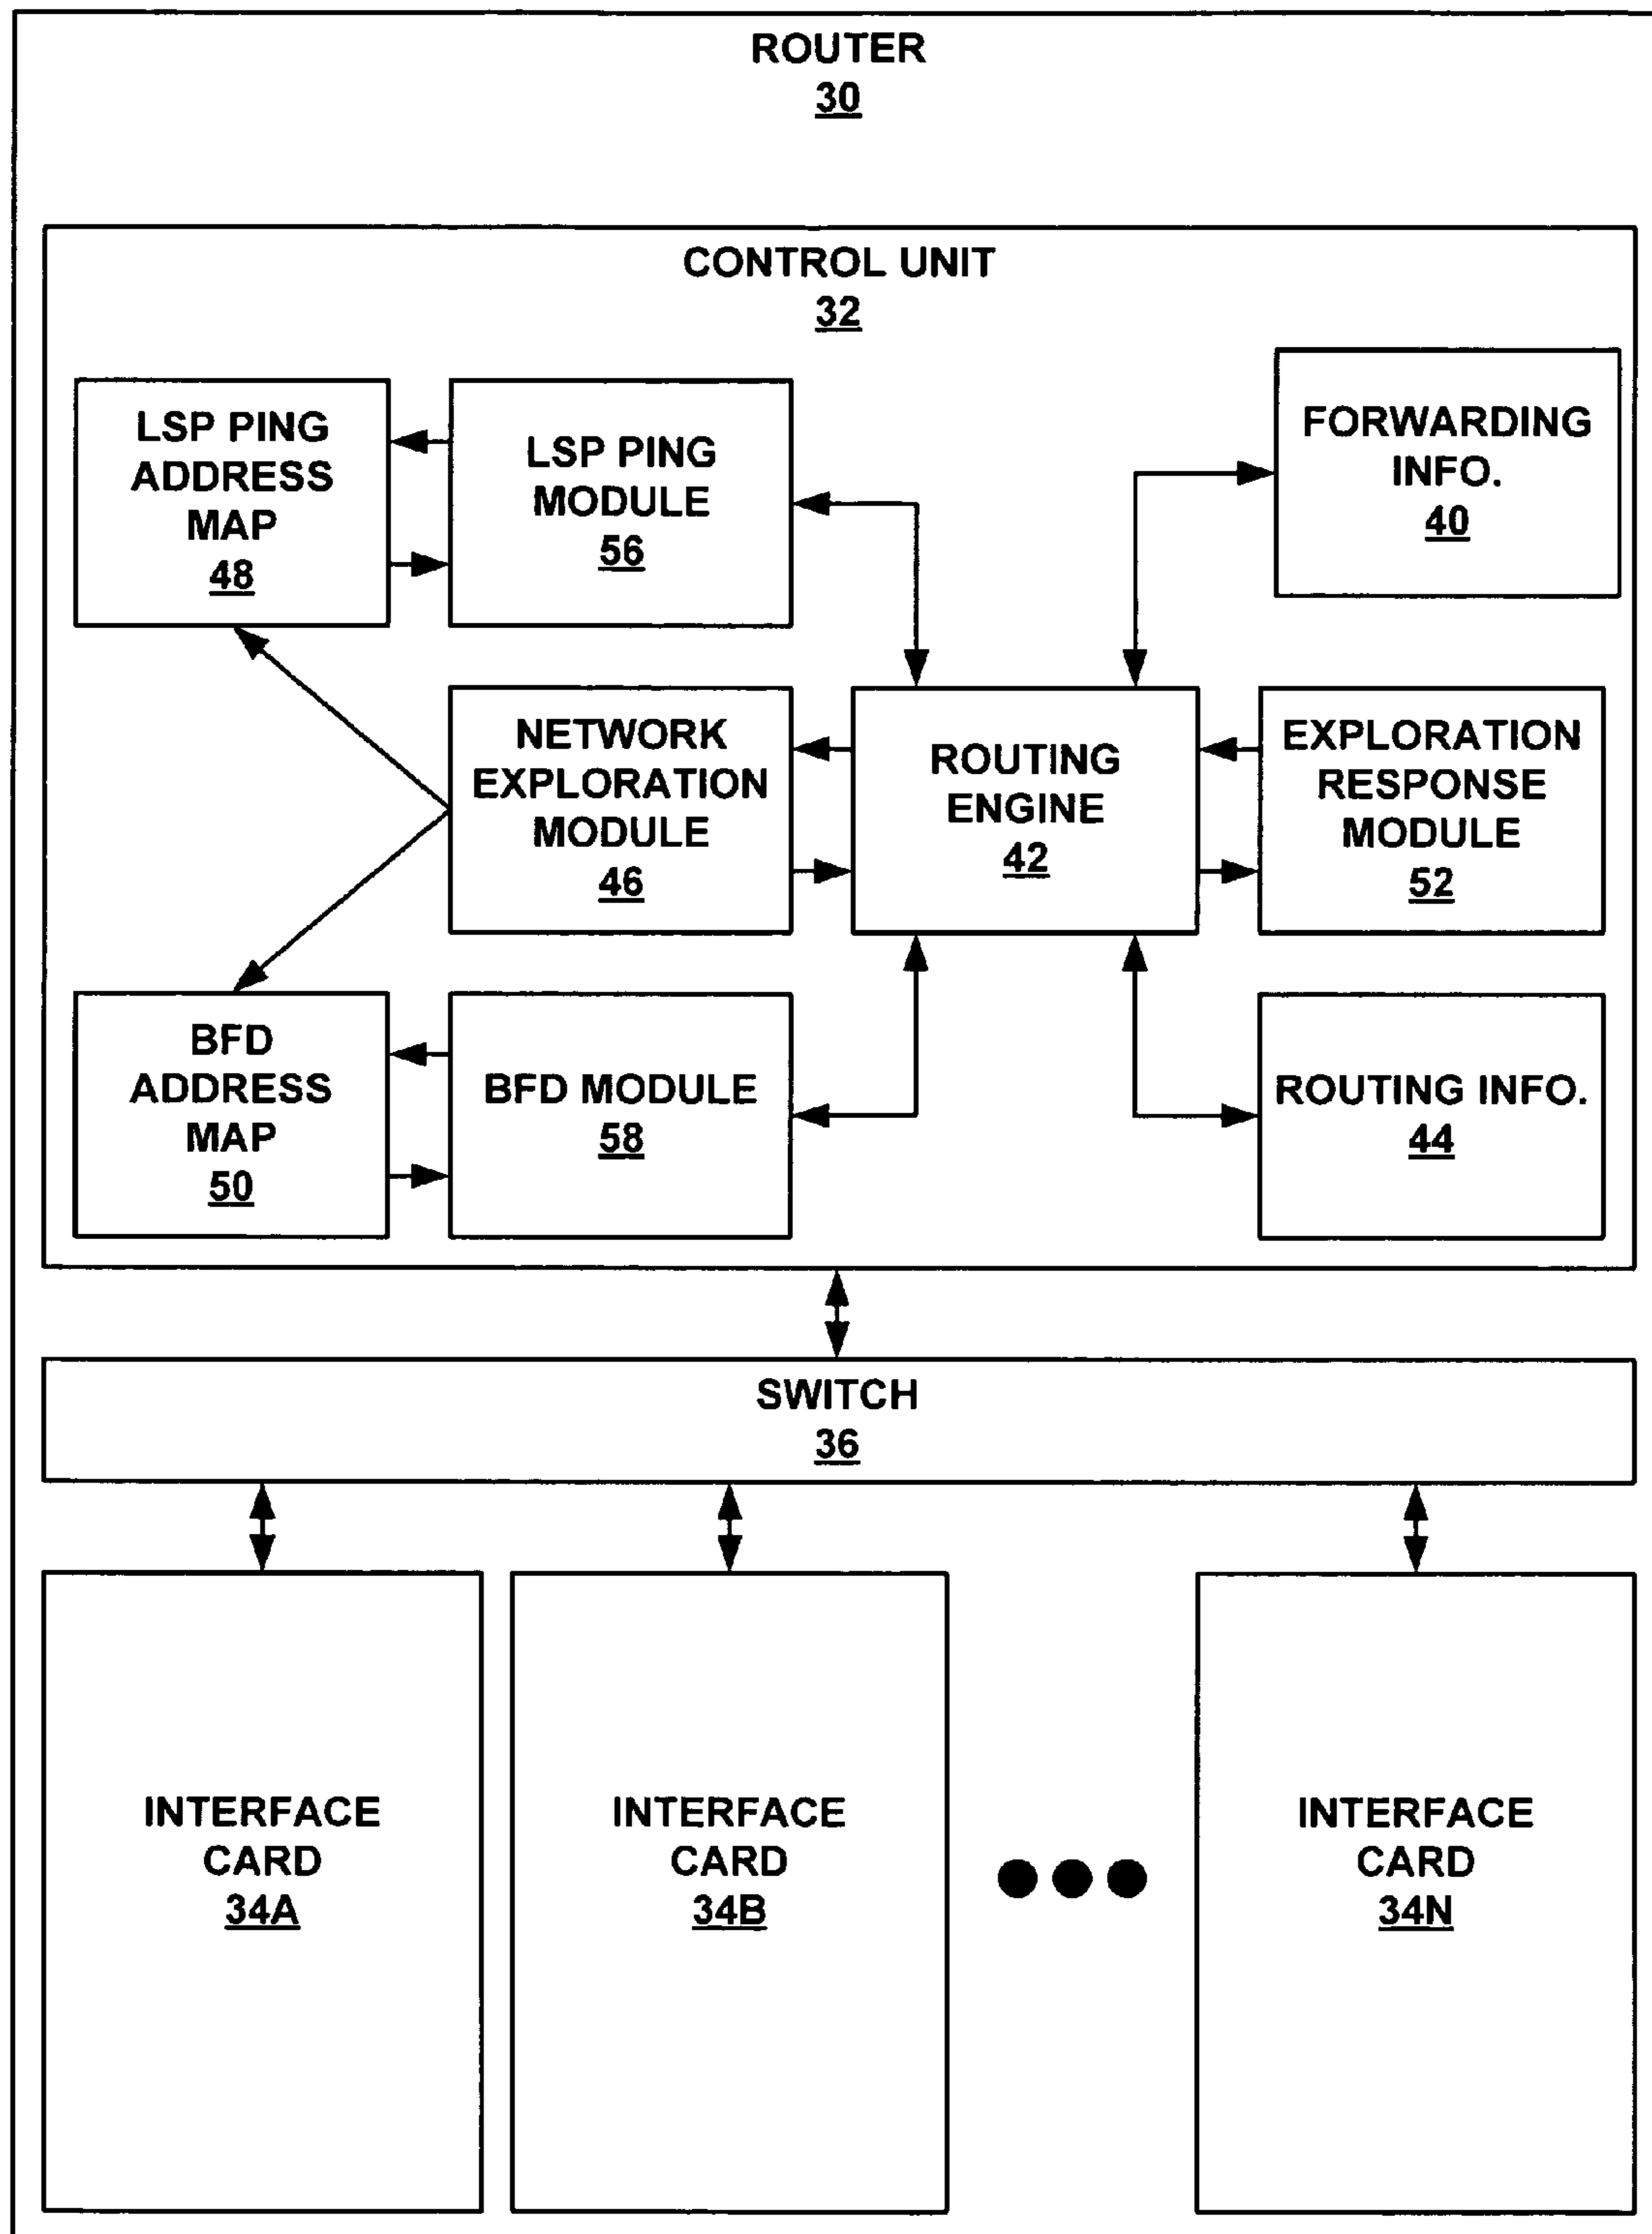 ROUTER
30
CONTROL UNIT
32
LSP PING
ADDRESS
MAP
48
LSP PING
MODULE
56
FORWARDING
INFO.
40
NETWORK
EXPLORATION
MODULE
46
ROUTING
ENGINE
42
EXPLORATION
RESPONSE
MODULE
52
BFD
ADDRESS
MAP
50
BFD MODULE
58
ROUTING INFO.
44
SWITCH
36
INTERFACE
CARD
34A
INTERFACE
CARD
34B
INTERFACE
CARD
34N